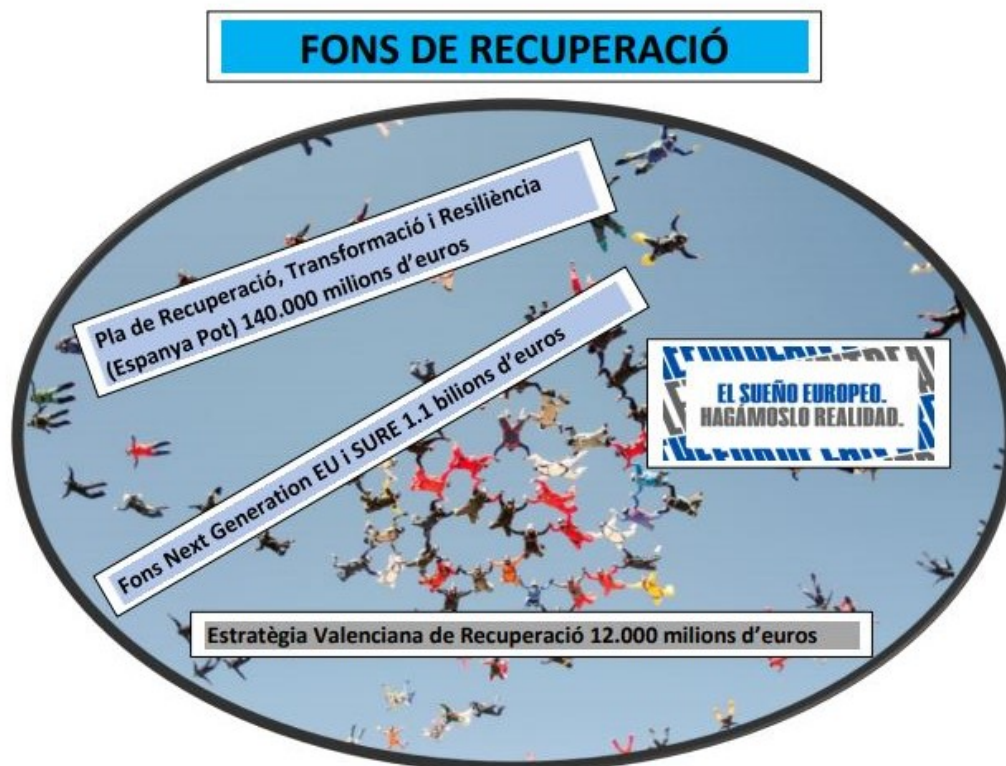 FONS DE RECUPERACIÓ
Pla de Recuperació, Transformació i Resiliència
(Espanya Pot) 140.000 milions d'euros
Fons Next Generation EU i SURE 1.1 bilions d'euros
EL SUEÑO EUROPEO.
HAGÁMOSLO REALIDAD.
Estratègia Valenciana de Recuperació 12.000 milions d'euros